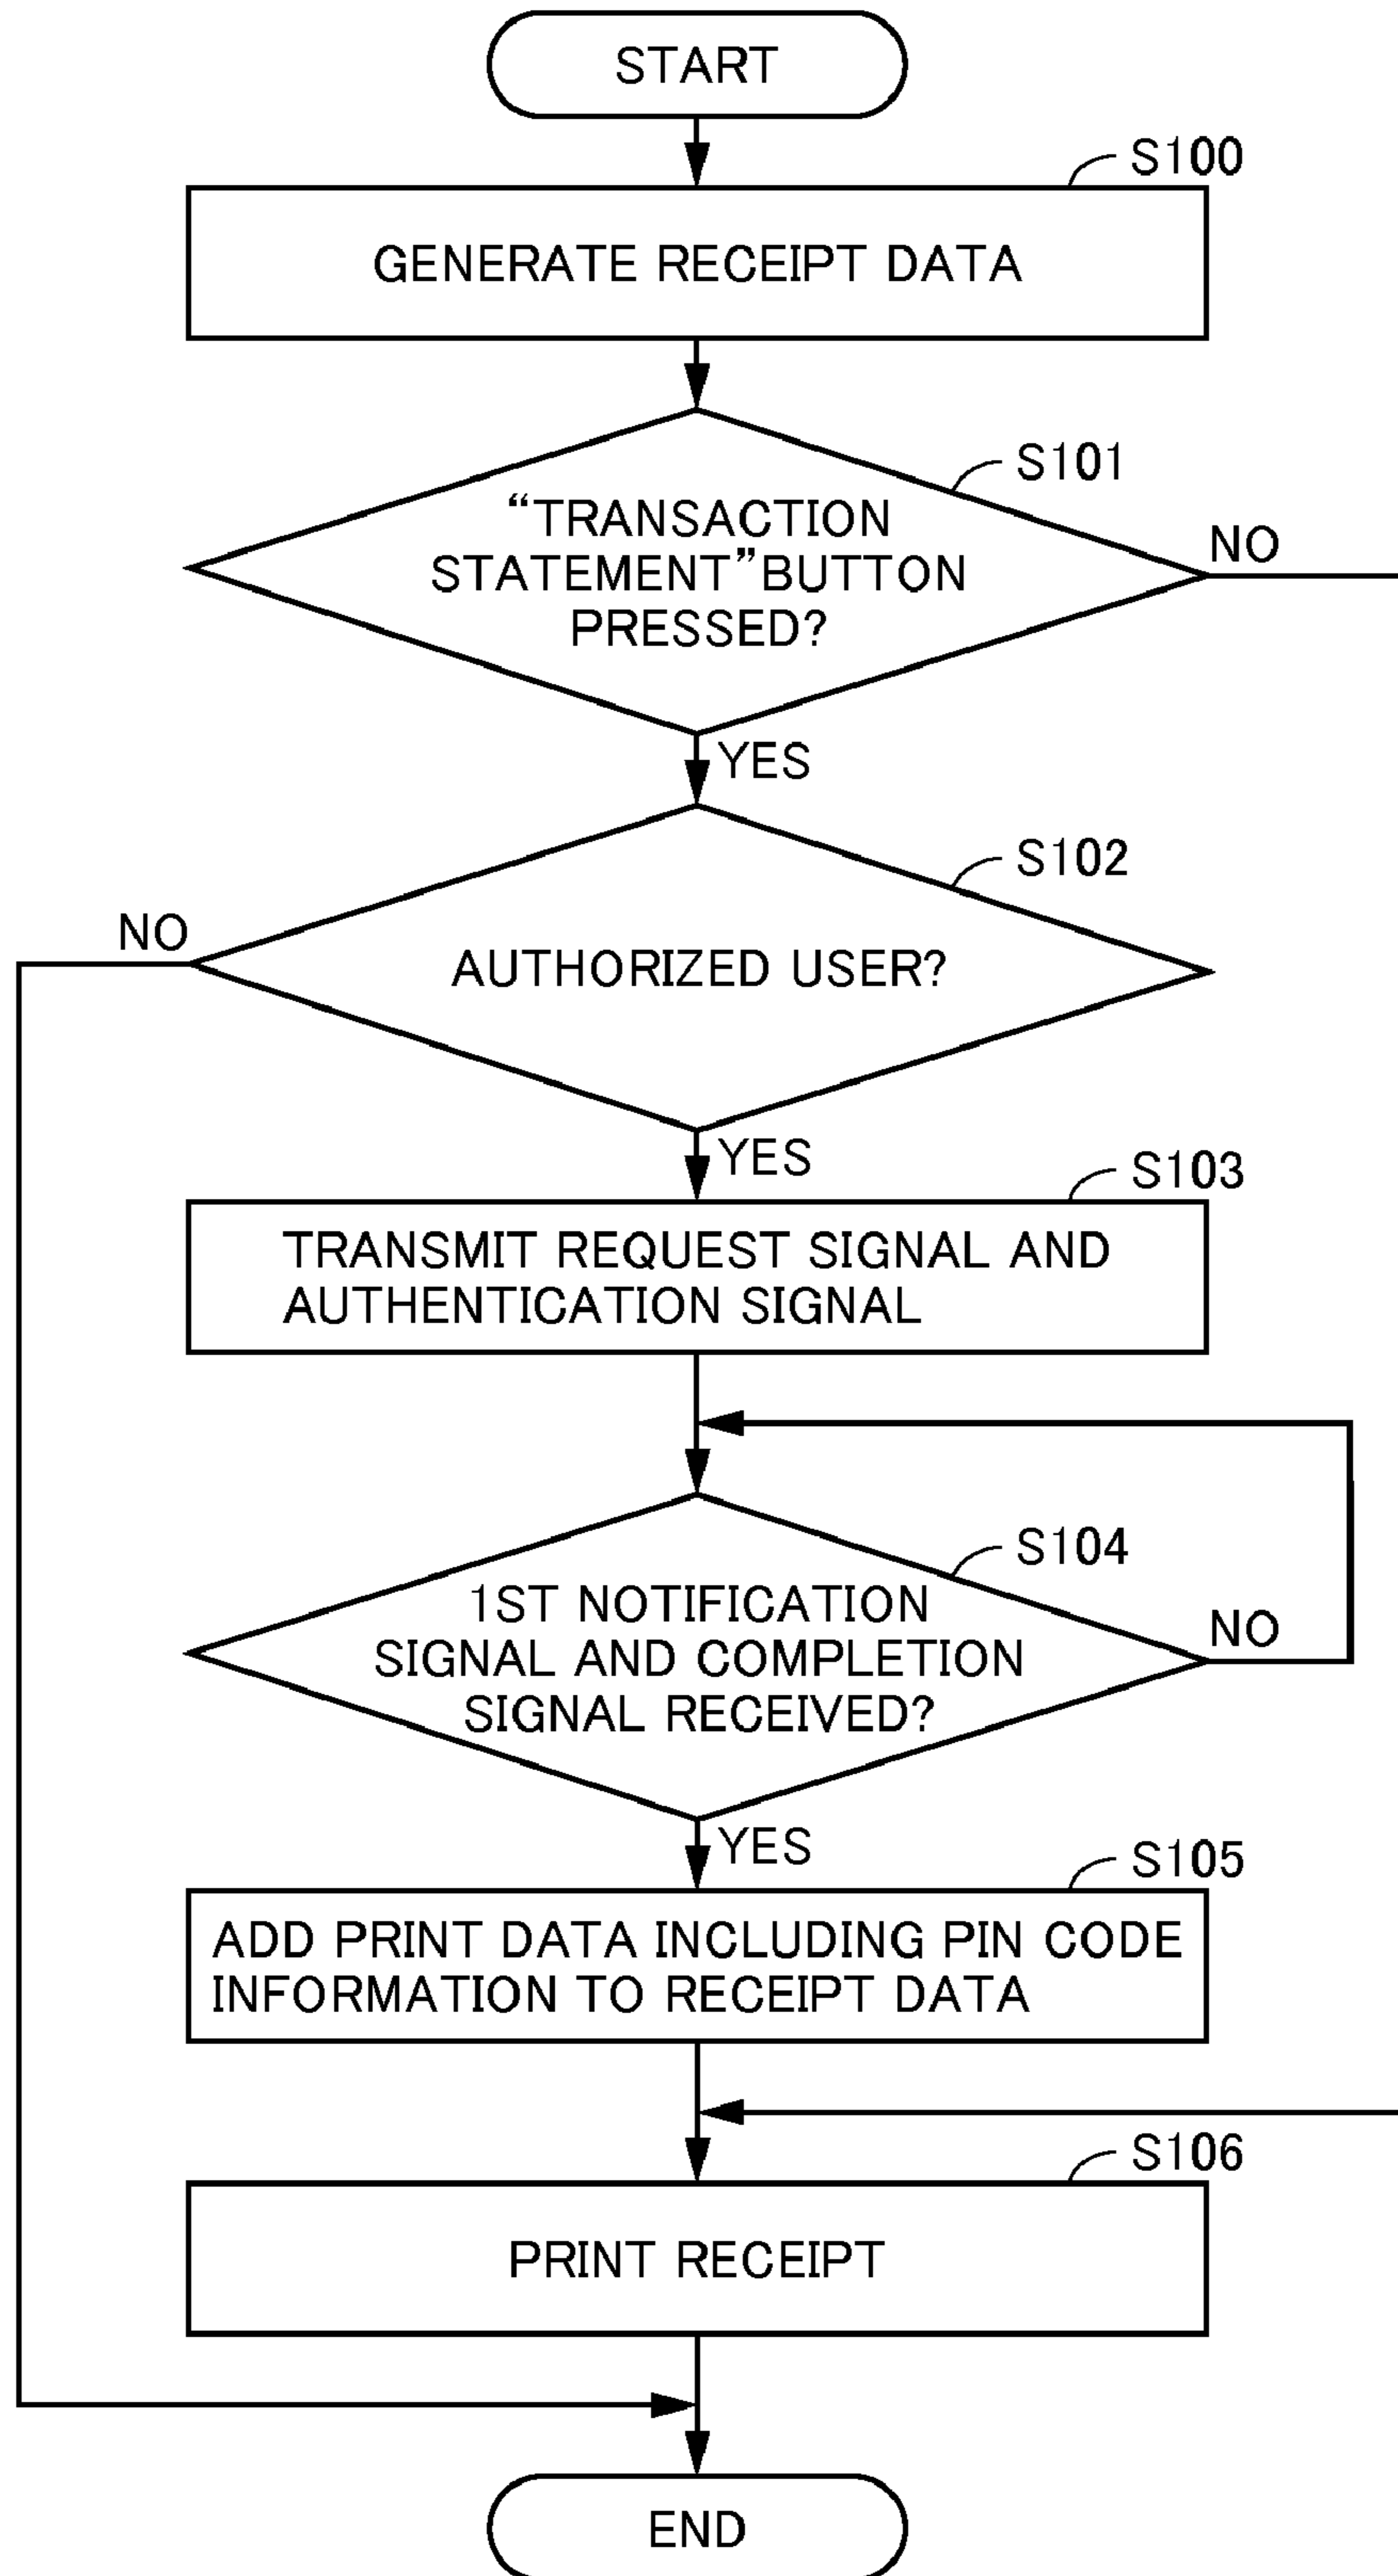 START
S100
GENERATE RECEIPT DATA
S101
“TRANSACTION
STATEMENT”BUTTON
PRESSED?
NO
YES
S102
NO
AUTHORIZED USER?
YES
S103
TRANSMIT REQUEST SIGNAL AND
AUTHENTICATION SIGNAL
S104
1ST NOTIFICATION
SIGNAL AND COMPLETION
SIGNAL RECEIVED?
NO
YES
S105
ADD PRINT DATA INCLUDING PIN CODE
INFORMATION TO RECEIPT DATA
S106
PRINT RECEIPT
END